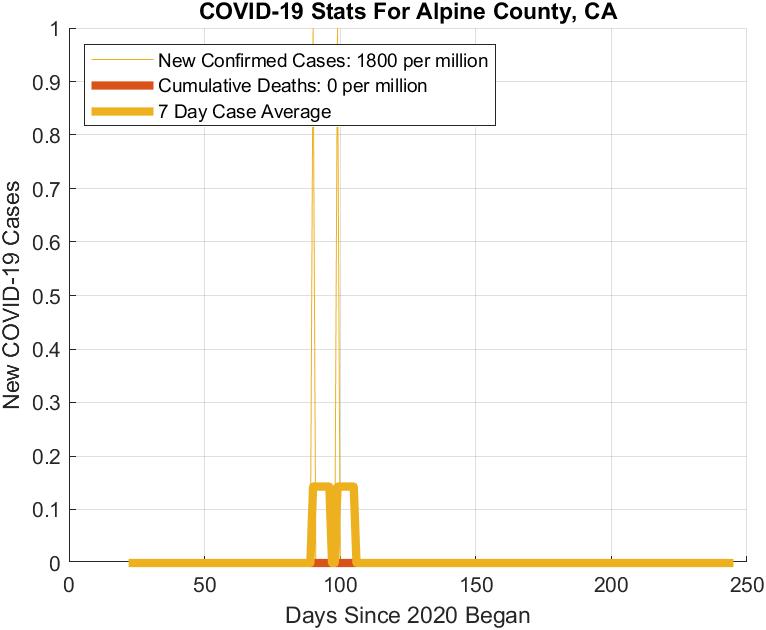 COVID-19 Stats For Alpine County, CA
1
New Confirmed Cases: 1800 per million
0.9
Cumulative Deaths: 0 per million
7 Day Case Average
0.8
0.7
0.6
New COVID-19 Cases
0.5
0.4
0.3
0.2
0.1
0
0 50 100 150 200 250
Days Since 2020 Began